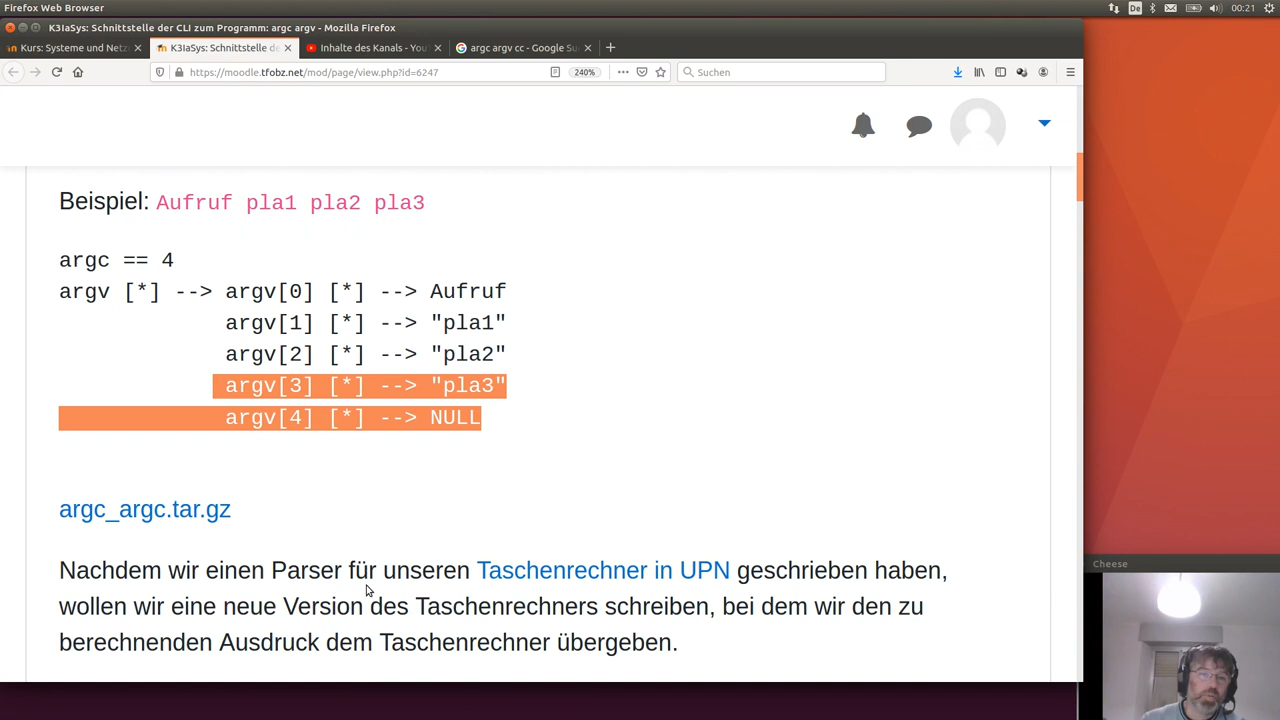 Firefox Web Browser
De
00:21
K3IaSys: Schnittstelle der CLI zum Programm: argc argv - Mozilla Firefox
Kurs: Systeme und Netz
K3IaSys: Schnittstelle de
Inhalte des Kanals - You
argc argv cc - Google Su
https://moodle.tfobz.net/mod/page/view.php?id=6247
240%
Suchen
Beispiel: Aufruf pla1 pla2 pla3
argc == 4
argv [*] --> argv[0] [*] --> Aufruf
argv[1] [*] --> "pla1"
argv[2] [*] --> "pla2"
argv[3] [*] --> "pla3"
argv[4] [*] --> NULL
argc_argc.tar.gz
Nachdem wir einen Parser für unseren Taschenrechner in UPN geschrieben haben,
wollen wir eine neue Version des Taschenrechners schreiben, bei dem wir den zu
berechnenden Ausdruck dem Taschenrechner übergeben.
Cheese